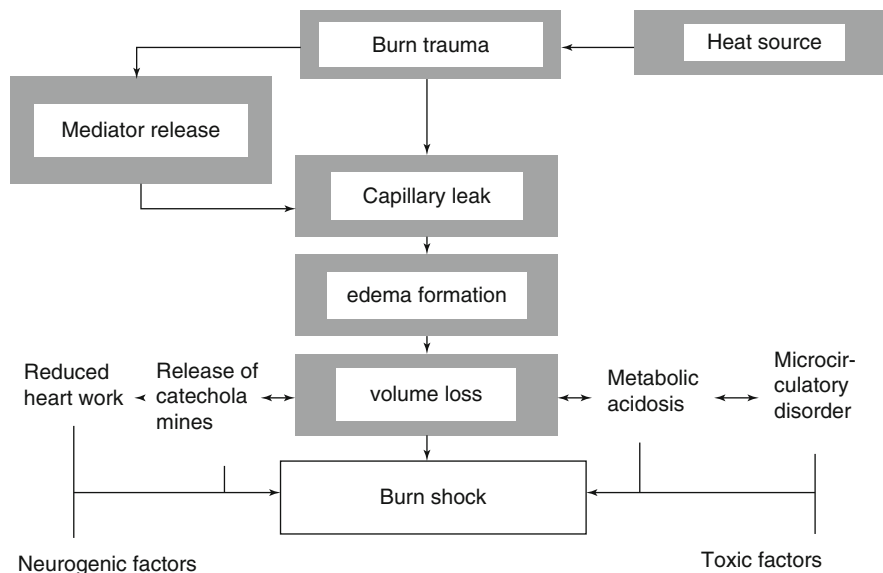 Burn trauma
Heat source
Mediator release
Capillary leak
edema formation
Reduced
heart work
Release of
catechola
mines
volume loss
Metabolic
acidosis
Microcir-
culatory
disorder
Burn shock
Neurogenic factors
Toxic factors